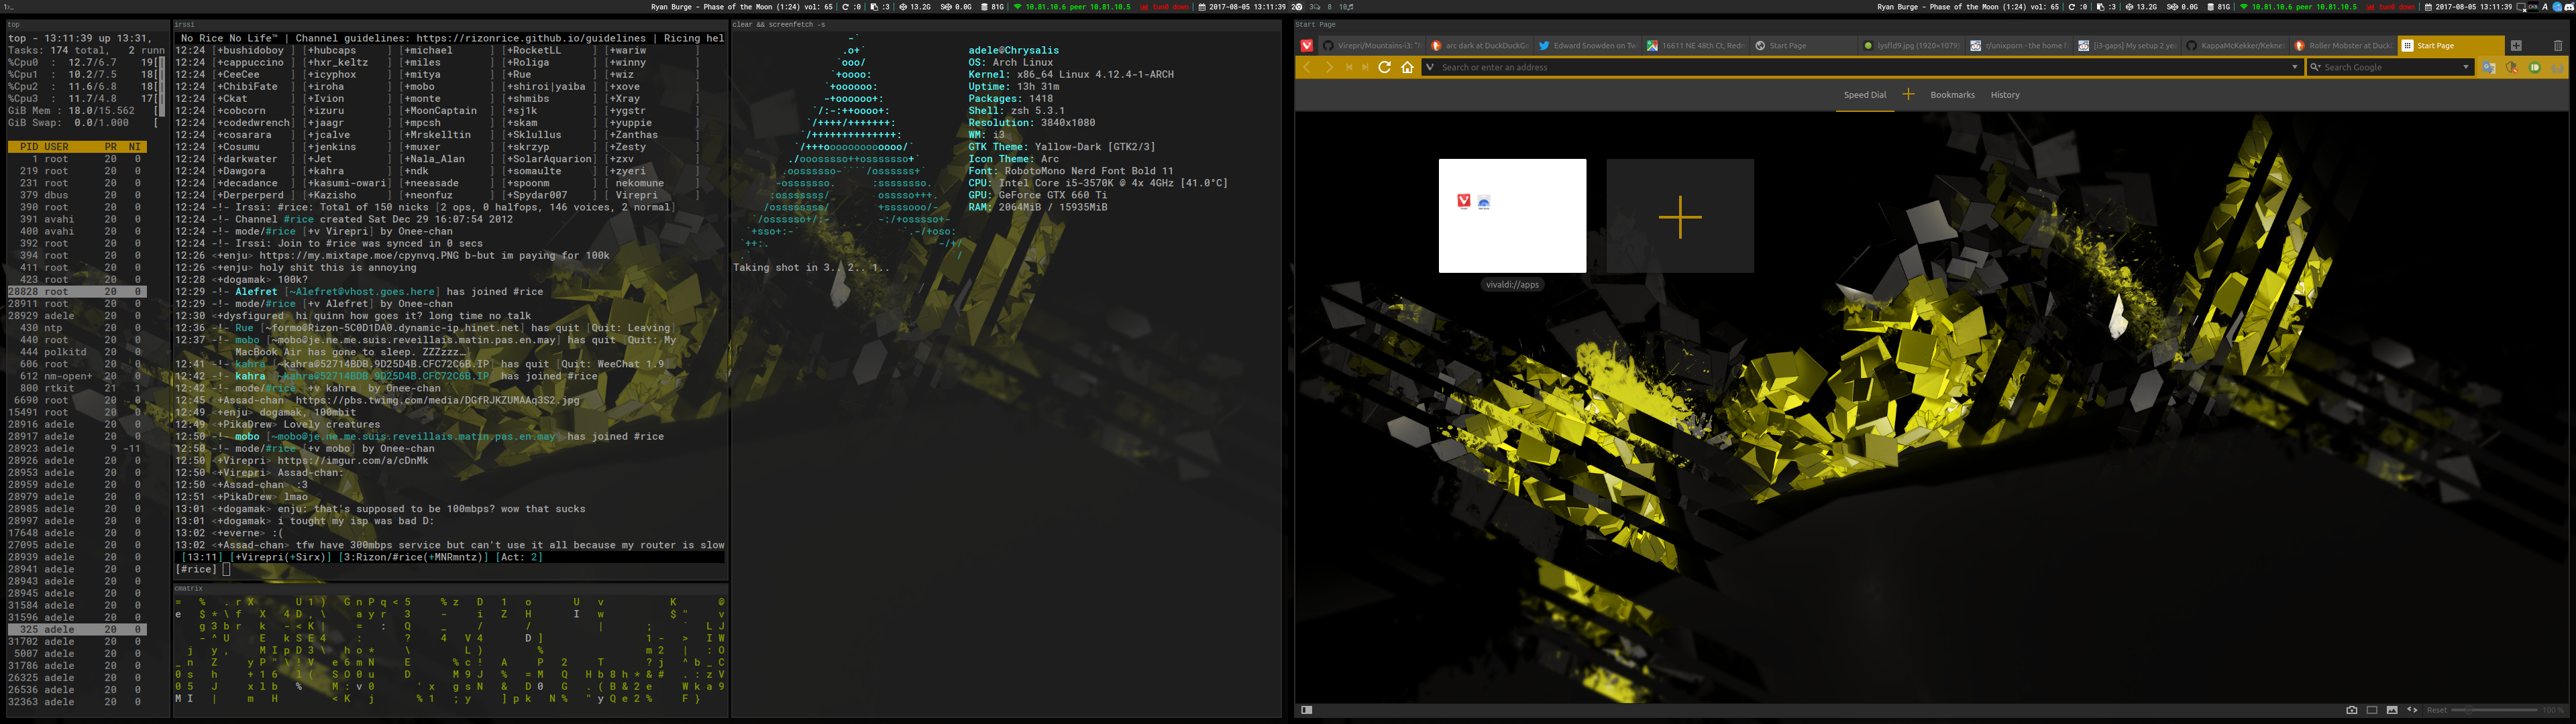 Ryan Burge - Phase of the Moon (1:24) vol: 65 :0 :3 13.2G S 0.0G 81G 10.81.10.6 peer 10.81.10.5 tun0 down 2017-08-05 13:11:39
Ryan Burge - Phase of the Moon (1:24) vol: 65 :0 :3 13.2G S 0.0G 81G 10.81.10.6 peer 10.81.10.5 tun0 down 2017-08-05 13:11:39
top
top - 13:11:39 up 13:31,
Tasks: 174 total, 2 runn
%Cpu0 : 12.7/6.7 19[
%Cpu1 : 10.2/7.5 18[
%Cpu2 : 11.6/6.8 18[
%Cpu3 : 11.7/4.8 17[
GiB Mem : 18.0/15.562 [
GiB Swap: 0.0/1.000 [
PID USER PR NI
1 root 20 0
219 root 20 0
231 root 20 0
379 dbus 20 0
390 root 20 0
391 avahi 20 0
400 avahi 20 0
392 root 20 0
394 root 20 0
411 root 20 0
423 root 20 0
28828 root 20 0
28911 root 20 0
28929 adele 20 0
430 ntp 20 0
440 root 20 0
444 polkitd 20 0
606 root 20 0
612 nm-open+ 20 0
800 rtkit 21 1
6690 root 20 0
15491 root 20 0
28916 adele 20 0
28917 adele 20 0
28923 adele 9 -11
28926 adele 20 0
28953 adele 20 0
28959 adele 20 0
28979 adele 20 0
28985 adele 20 0
28997 adele 20 0
17648 adele 20 0
27095 adele 20 0
28939 adele 20 0
28941 adele 20 0
28943 adele 20 0
28945 adele 20 0
31584 adele 20 0
31596 adele 20 0
325 adele 20 0
31702 adele 20 0
5007 adele 20 0
31786 adele 20 0
26325 adele 20 0
26536 adele 20 0
32363 adele 20 0
irssi
No Rice No Life™ | Channel guidelines: https://rizonrice.github.io/guidelines | Ricing hel
12:24 [+bushidoboy ] [+hubcaps ] [+michael ] [+RocketLL ] [+wariw ]
12:24 [+cappuccino ] [+hxr_keltz ] [+miles ] [+Roliga ] [+winny ]
12:24 [+CeeCee ] [+icyphox ] [+mitya ] [+Rue ] [+wiz ]
12:24 [+ChibiFate ] [+iroha ] [+mobo ] [+shiroi|yaiba ] [+xove ]
12:24 [+Ckat ] [+Ivion ] [+monte ] [+shmibs ] [+Xray ]
12:24 [+cobcorn ] [+izuru ] [+MoonCaptain ] [+sj1k ] [+ygstr ]
12:24 [+codedwrench] [+jaagr ] [+mpcsh ] [+skam ] [+yuppie ]
12:24 [+cosarara ] [+jcalve ] [+Mrskelltin ] [+Sklullus ] [+Zanthas ]
12:24 [+Cosumu ] [+jenkins ] [+muxer ] [+skrzyp ] [+Zesty ]
12:24 [+darkwater ] [+Jet ] [+Nala_Alan ] [+SolarAquarion] [+zxv ]
12:24 [+Dawgora ] [+kahra ] [+ndk ] [+somaulte ] [+zyeri ]
12:24 [+decadance ] [+kasumi-owari] [+neeasade ] [+spoonm ] [ nekomune ]
12:24 [+Derperperd ] [+Kazisho ] [+neonfuz ] [+Spydar007 ] [ Virepri ]
12:24 -!- Irssi: #rice: Total of 150 nicks [2 ops, 0 halfops, 146 voices, 2 normal]
12:24 -!- Channel #rice created Sat Dec 29 16:07:54 2012
12:24 -!- mode/#rice [+v Virepri] by Onee-chan
12:24 -!- Irssi: Join to #rice was synced in 0 secs
12:26 <+enju> https://my.mixtape.moe/cpynvq.PNG b-but im paying for 100k
12:26 <+enju> holy shit this is annoying
12:28 <+dogamak> 100k?
12:29 -!- Alefret [~Alefret@vhost.goes.here] has joined #rice
12:29 -!- mode/#rice [+v Alefret] by Onee-chan
12:30 <+dysfigured> hi quinn how goes it? long time no talk
12:36 -!- Rue [~formo@Rizon-5C0D1DA0.dynamic-ip.hinet.net] has quit [Quit: Leaving]
12:37 -!- mobo [~mobo@je.ne.me.suis.reveillais.matin.pas.en.may] has quit [Quit: My
MacBook Air has gone to sleep. ZZZzzz…]
12:41 -!- kahra [~kahra@52714BDB.9D25D4B.CFC72C6B.IP] has quit [Quit: WeeChat 1.9]
12:42 -!- kahra [~kahra@52714BDB.9D25D4B.CFC72C6B.IP] has joined #rice
12:42 -!- mode/#rice [+v kahra] by Onee-chan
12:45 <+Assad-chan> https://pbs.twimg.com/media/DGfRJKZUMAAq3S2.jpg
12:49 <+enju> dogamak, 100mbit
12:49 <+PikaDrew> Lovely creatures
12:50 -!- mobo [~mobo@je.ne.me.suis.reveillais.matin.pas.en.may] has joined #rice
12:50 -!- mode/#rice [+v mobo] by Onee-chan
12:50 <+Virepri> https://imgur.com/a/cDnMk
12:50 <+Virepri> Assad-chan:
12:50 <+Assad-chan> :3
12:51 <+PikaDrew> lmao
13:01 <+dogamak> enju: that's supposed to be 100mbps? wow that sucks
13:01 <+dogamak> i tought my isp was bad D:
13:02 <+everne> :(
13:02 <+Assad-chan> tfw have 300mbps service but can't use it all because my router is slow
[13:11] [+Virepri(+Sirx)] [3:Rizon/#rice(+MNRmntz)] [Act: 2]
[#rice]
cmatrix
clear && screenfetch -s
adele@Chrysalis
OS: Arch Linux
Kernel: x86_64 Linux 4.12.4-1-ARCH
Uptime: 13h 31m
Packages: 1418
Shell: zsh 5.3.1
Resolution: 3840x1080
WM: i3
GTK Theme: Yallow-Dark [GTK2/3]
Icon Theme: Arc
Font: RobotoMono Nerd Font Bold 11
CPU: Intel Core i5-3570K @ 4x 4GHz [41.0°C]
GPU: GeForce GTX 660 Ti
RAM: 2064MiB / 15935MiB
Taking shot in 3.. 2.. 1..
Start Page
Virepri/Mountains-i3: "M
arc dark at DuckDuckGo
Edward Snowden on Tw
16611 NE 48th Ct, Redm
Start Page
lysfld9.jpg (1920×1079)
r/unixporn - the home f
[i3-gaps] My setup 2 ye
KappaMcKekker/Kekne
Roller Mobster at Duck
Start Page
Search or enter an address
Search Google
Speed Dial
Bookmarks
History
vivaldi://apps
Reset
100 %